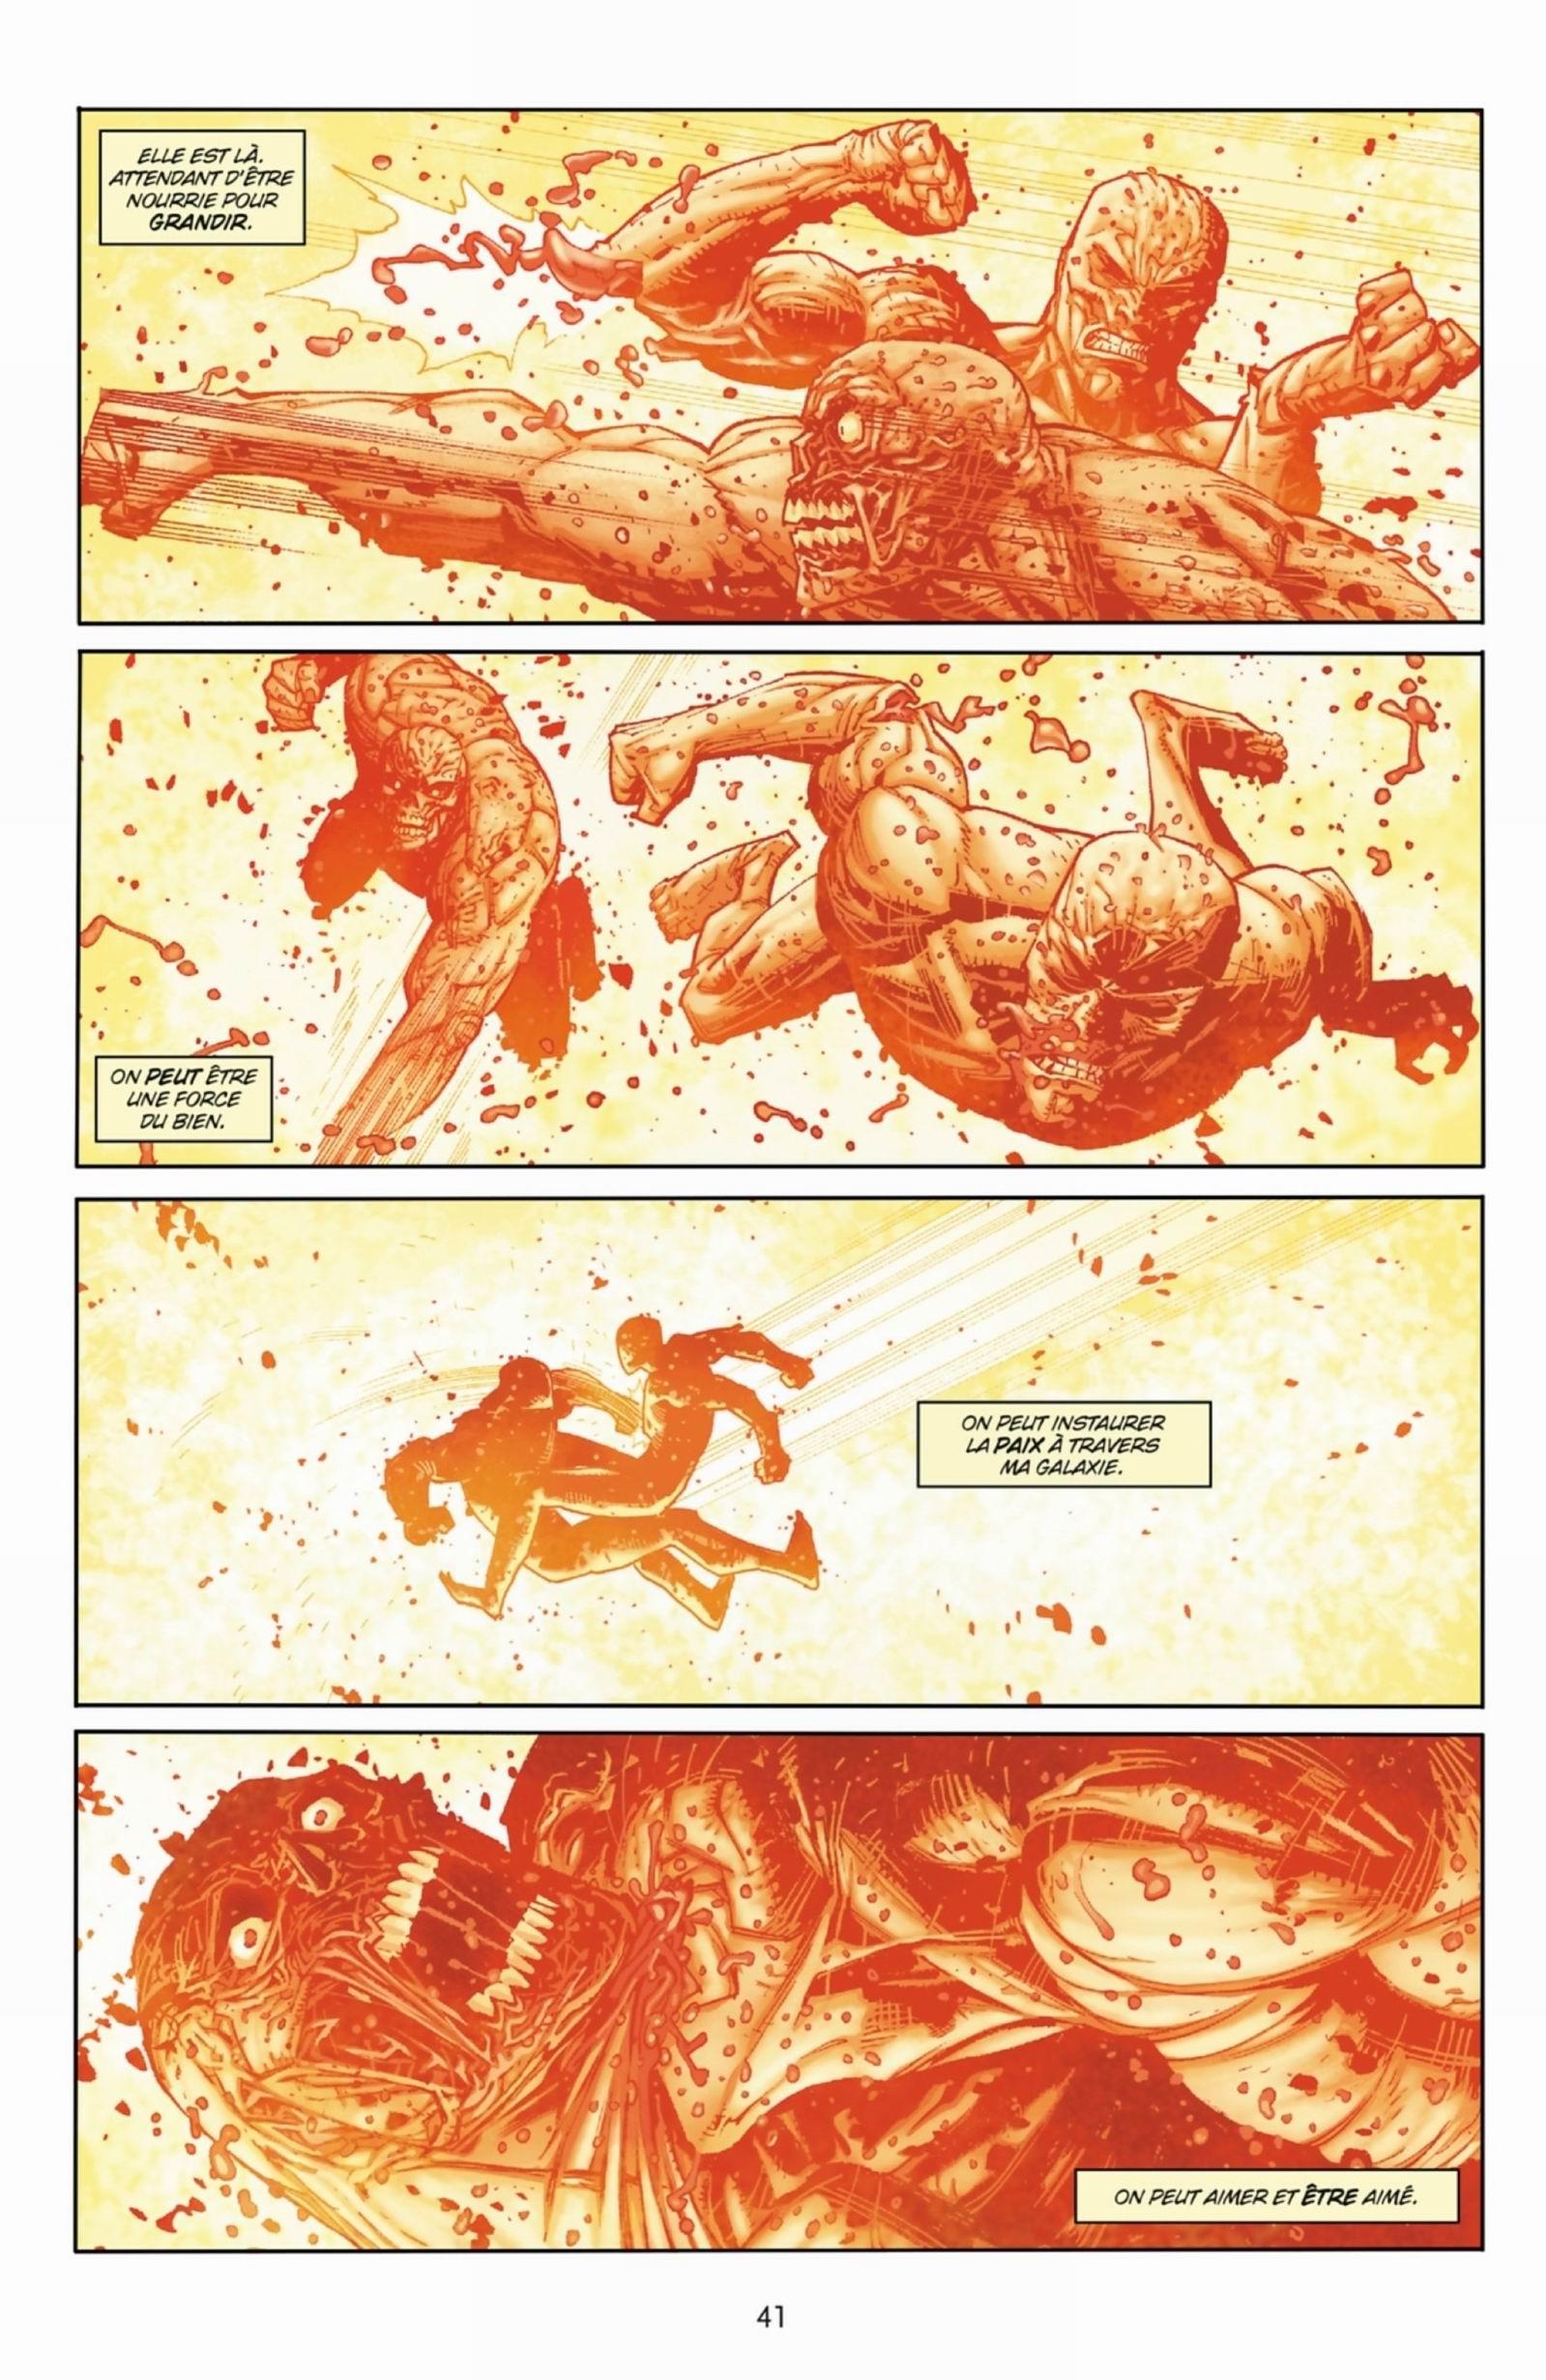 ELLE EST LÀ.
ATTENDANT D'ÊTRE
NOURRIE POUR
GRANDIR.
ON PEUT ÊTRE
UNE FORCE
DU BIEN.
ON PEUT INSTAURER
LA PAIX À TRAVERS
MA GALAXIE.
ON PEUT AIMER ET ÊTRE AIMÉ.
41